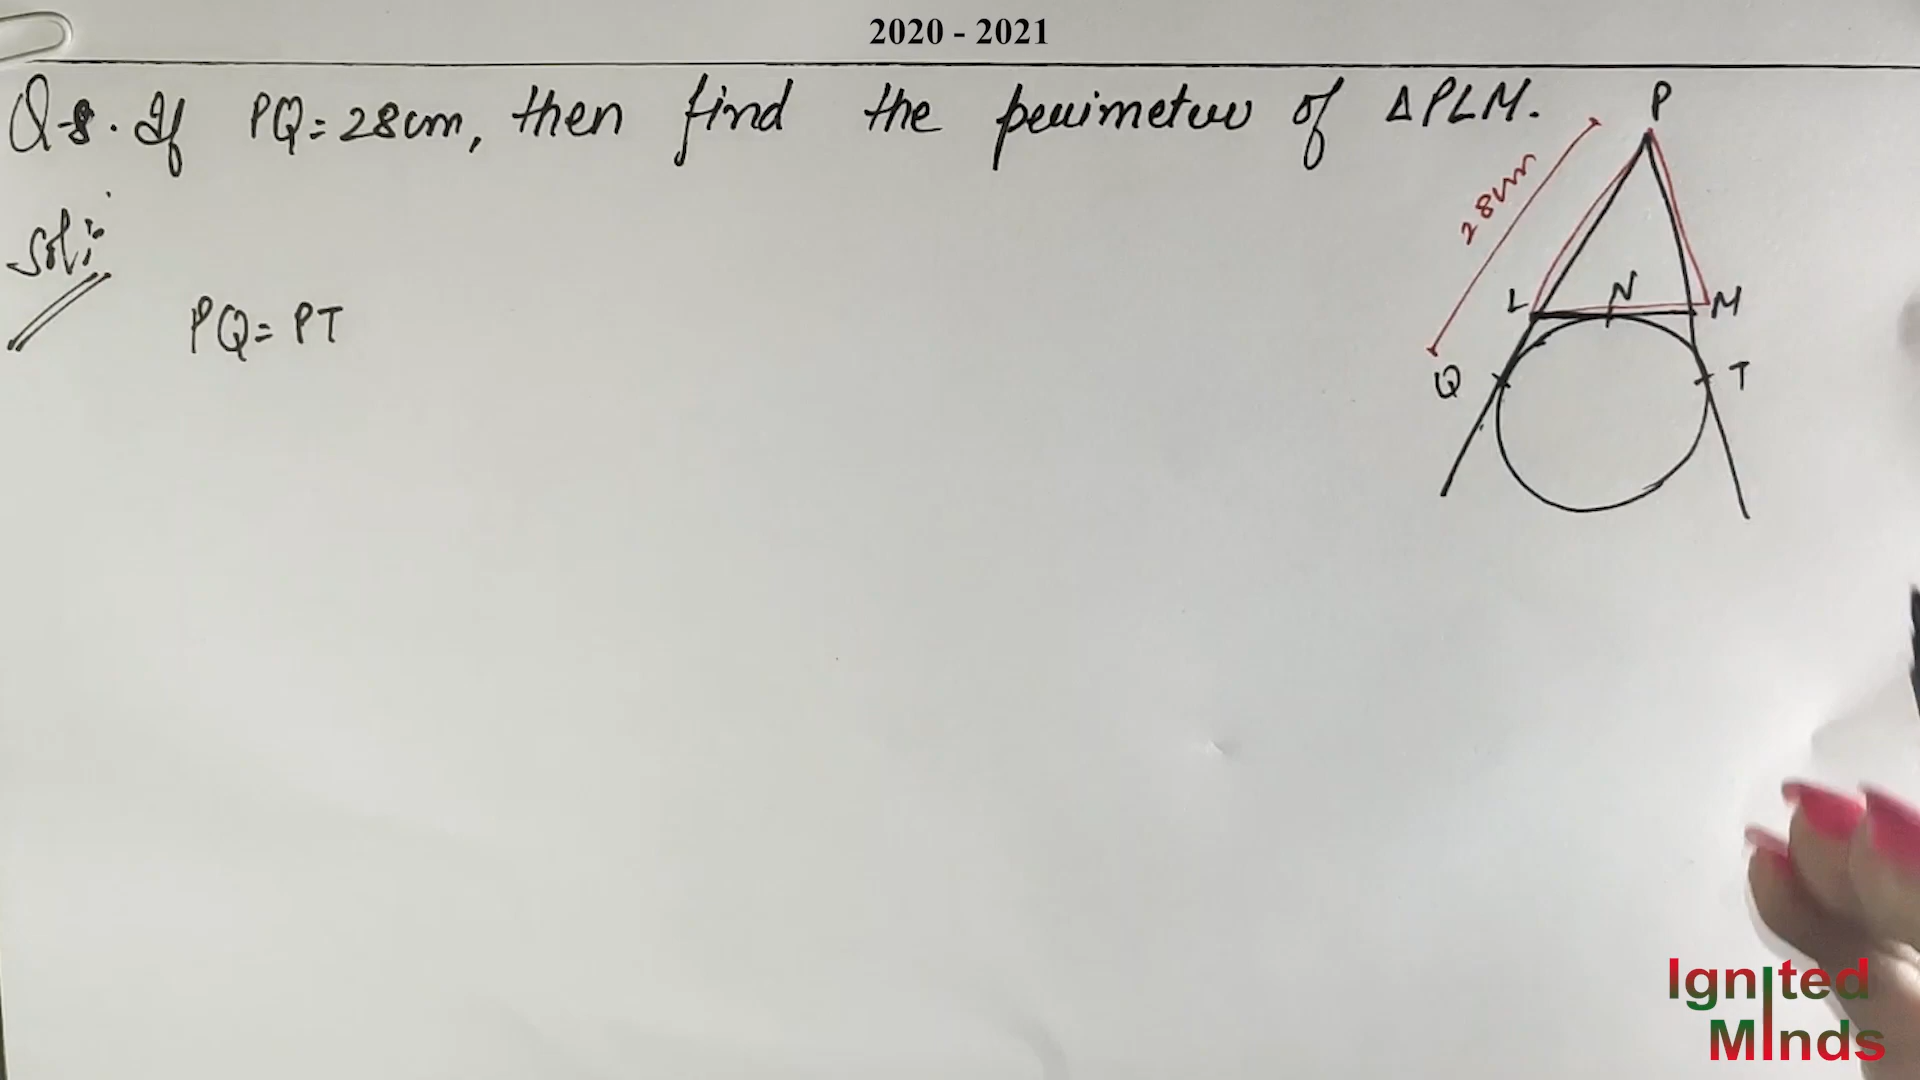 2020 - 2021
Q-8. If PQ = 28cm, then find the perimeter of ΔPLM.
P
28cm
Sol:
L N M
PQ = PT
Q T
Ignited
Minds